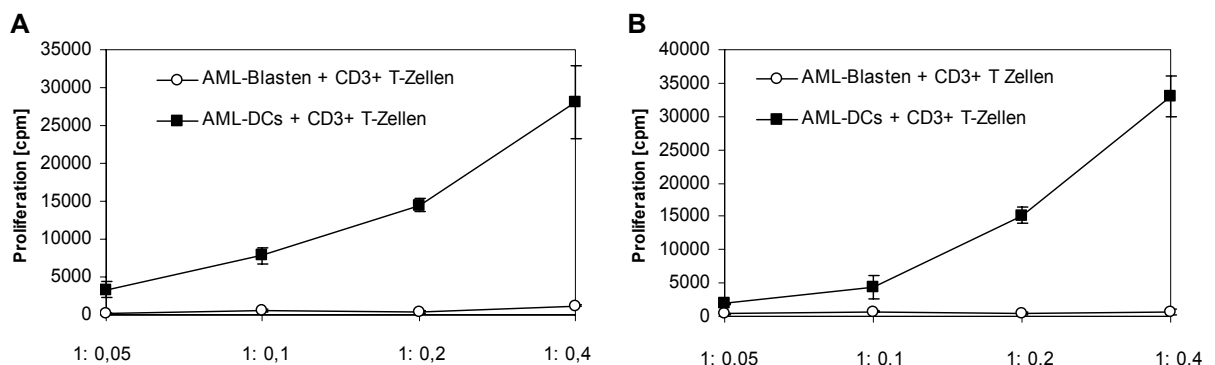 A
Proliferation [cpm]
35000
30000
25000
20000
15000
10000
5000
0
AML-Blasten + CD3+ T-Zellen
AML-DCs + CD3+ T-Zellen
1: 0,05 1: 0,1 1: 0,2 1: 0,4
B
Proliferation [cpm]
40000
35000
30000
25000
20000
15000
10000
5000
0
AML-Blasten + CD3+ T Zellen
AML-DCs + CD3+ T-Zellen
1: 0.05 1: 0.1 1: 0.2 1: 0.4